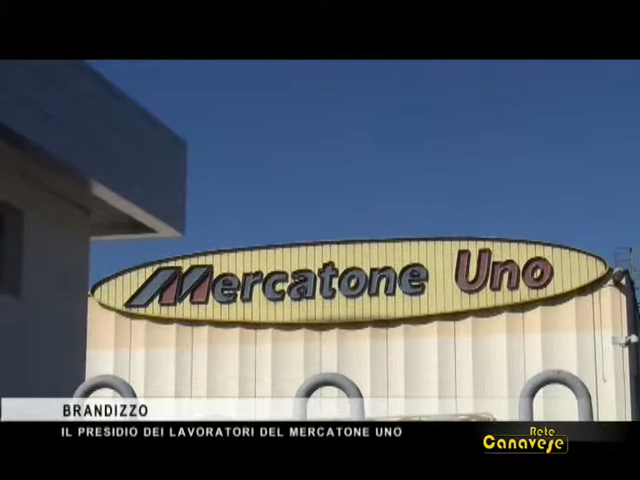 Mercatone Uno
BRANDIZZO
IL PRESIDIO DEI LAVORATORI DEL MERCATONE UNO
Rete
Canavese